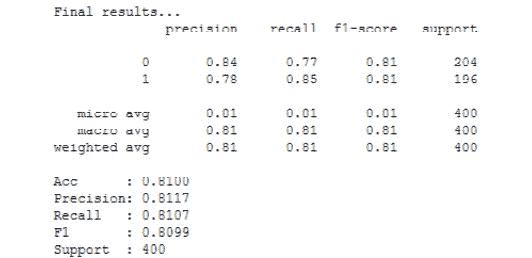 Final results...
precision recall f1-score support
0 0.84 0.77 0.81 204
1 0.78 0.85 0.81 196
micro avg 0.01 0.01 0.01 400
macro avg 0.81 0.81 0.81 400
weighted avg 0.81 0.81 0.81 400
Acc : 0.8100
Precision: 0.8117
Recall : 0.8107
F1 : 0.8099
Support : 400